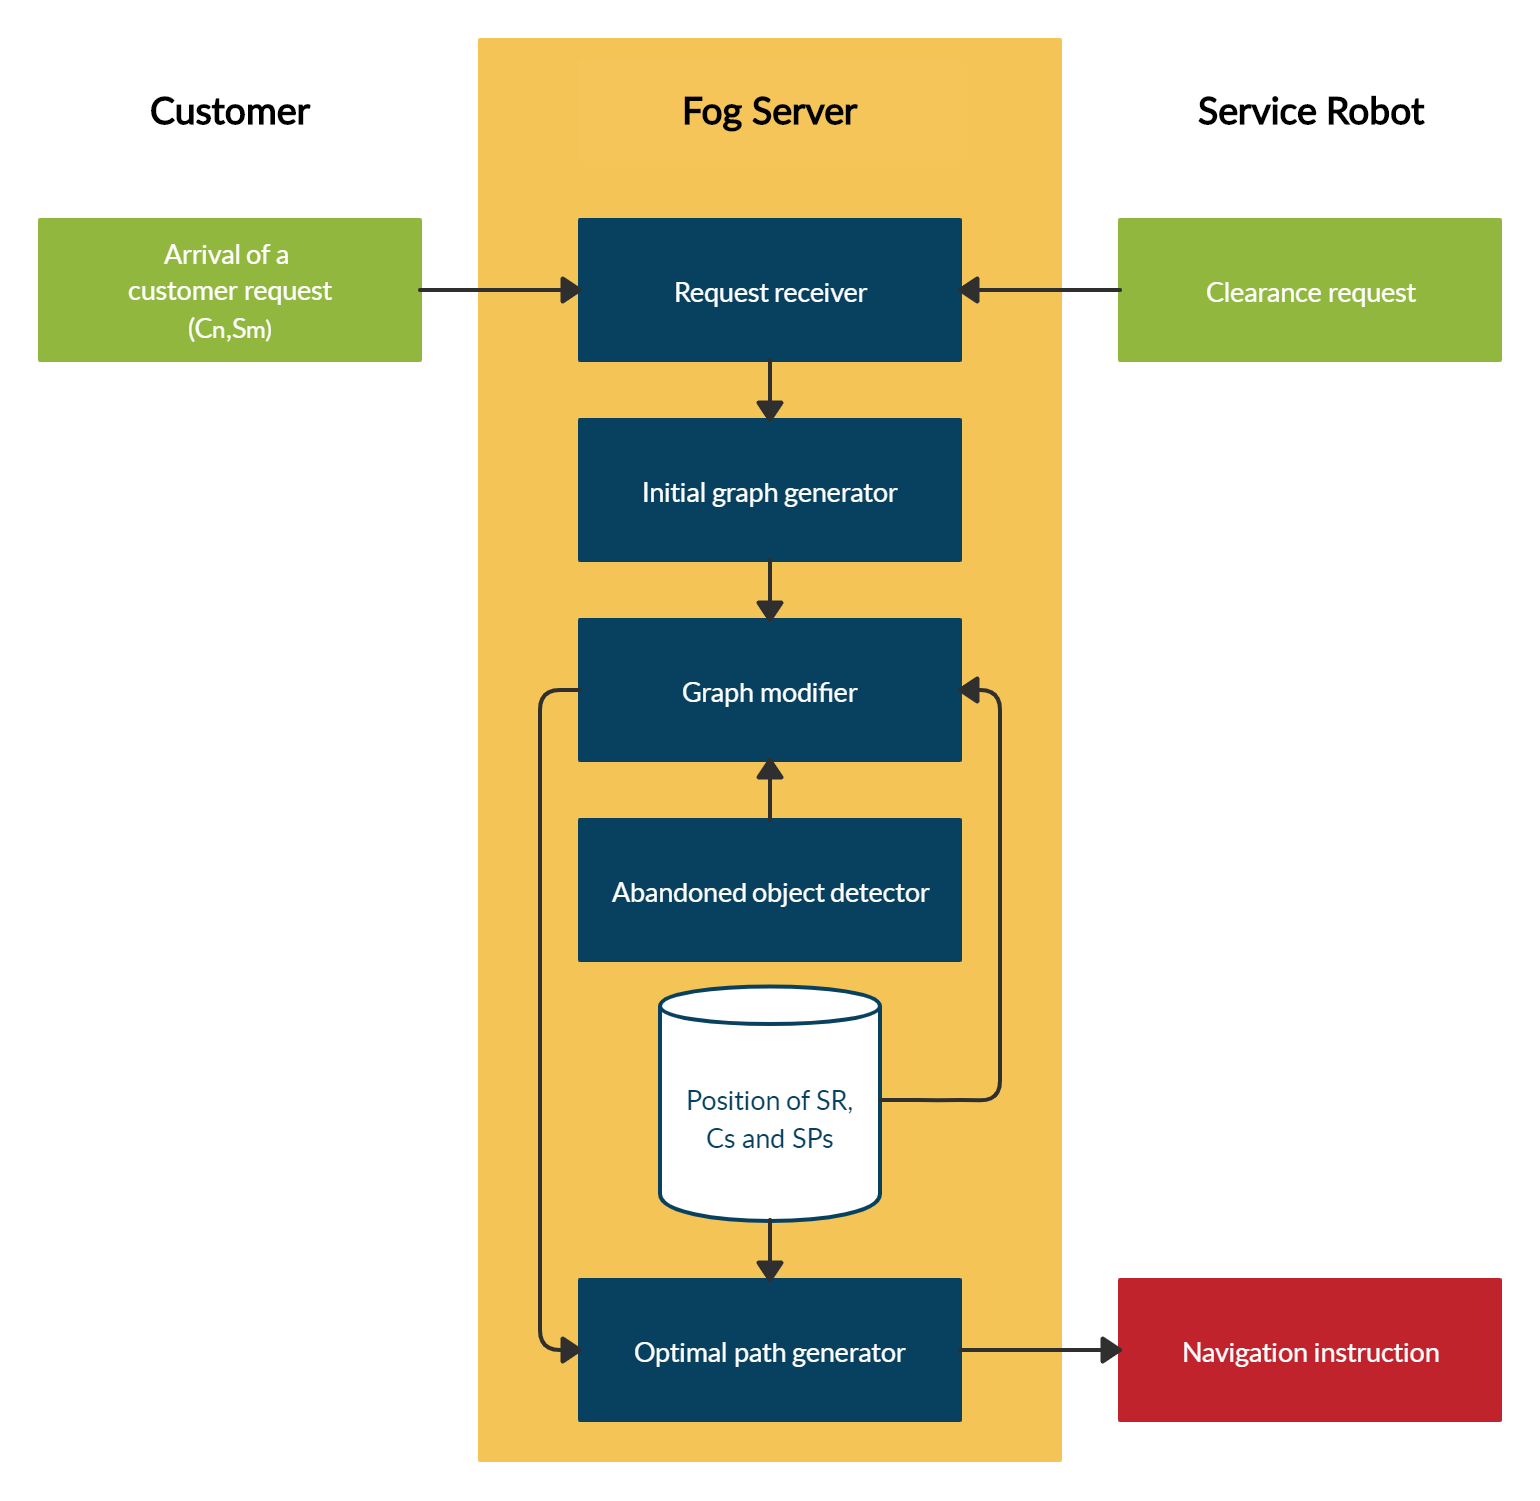 Customer
Fog Server
Service Robot
Arrival of a
customer request
(Cn,Sm)
Request receiver
Clearance request
Initial graph generator
Graph modifier
Abandoned object detector
Position of SR,
Cs and SPs
Optimal path generator
Navigation instruction